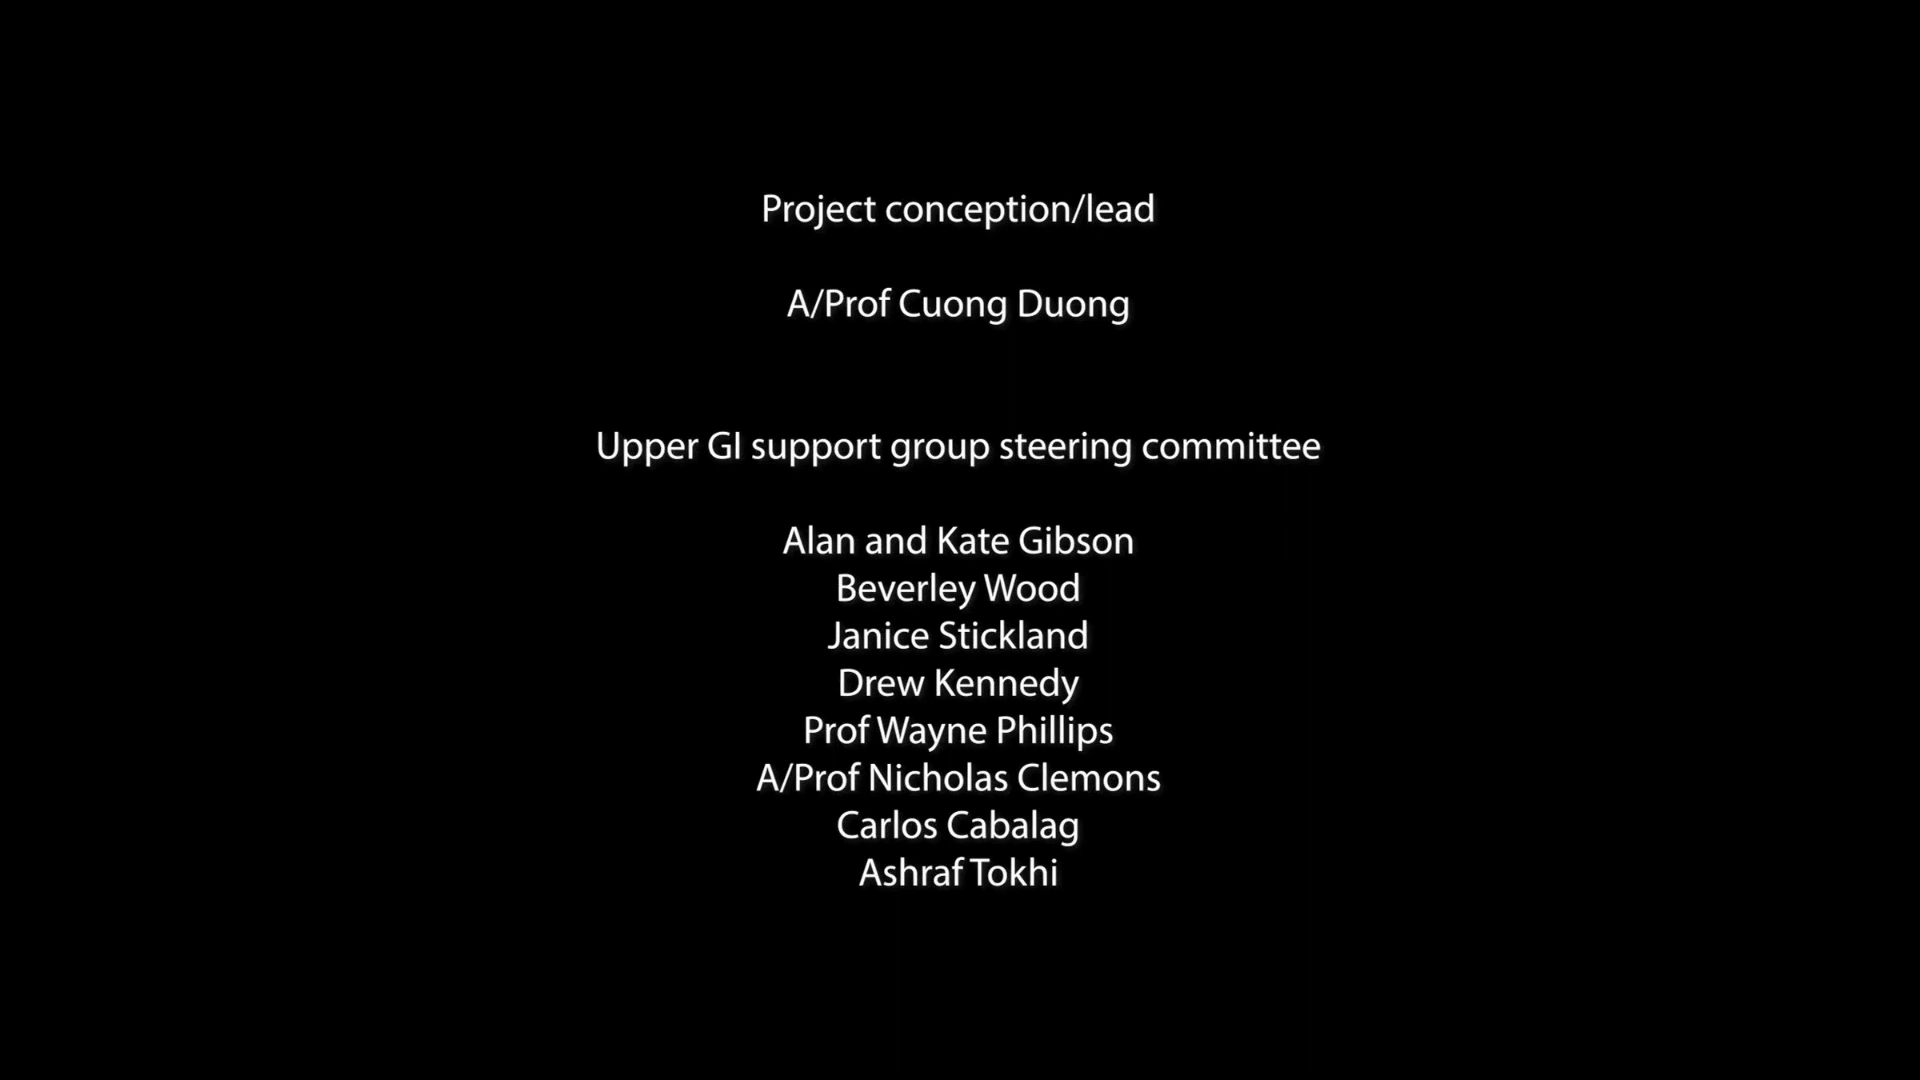 Project conception/lead
A/Prof Cuong Duong
Upper GI support group steering committee
Alan and Kate Gibson
Beverley Wood
Janice Stickland
Drew Kennedy
Prof Wayne Phillips
A/Prof Nicholas Clemons
Carlos Cabalag
Ashraf Tokhi